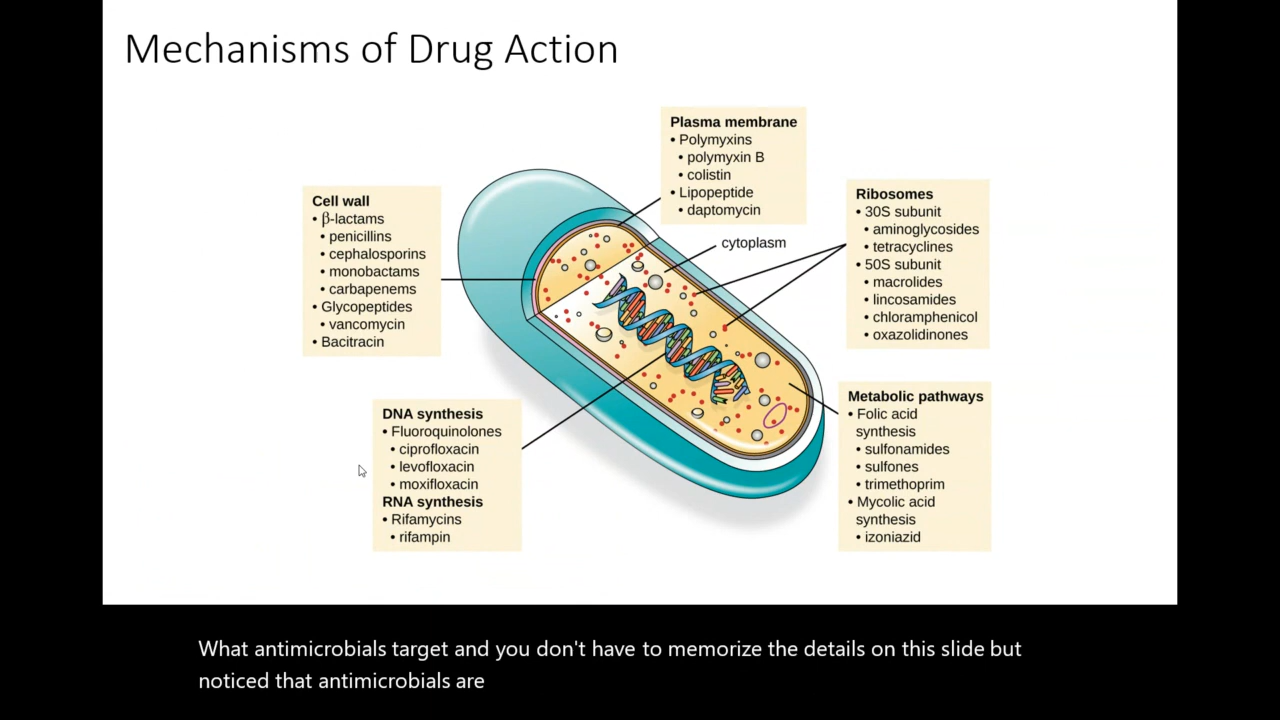 Mechanisms of Drug Action
Plasma membrane
• Polymyxins
• polymyxin B
• colistin
• Lipopeptide
• daptomycin
Cell wall
• β-lactams
• penicillins
• cephalosporins
• monobactams
• carbapenems
• Glycopeptides
• vancomycin
• Bacitracin
cytoplasm
Ribosomes
• 30S subunit
• aminoglycosides
• tetracyclines
• 50S subunit
• macrolides
• lincosamides
• chloramphenicol
• oxazolidinones
DNA synthesis
• Fluoroquinolones
• ciprofloxacin
• levofloxacin
• moxifloxacin
RNA synthesis
• Rifamycins
• rifampin
Metabolic pathways
• Folic acid
synthesis
• sulfonamides
• sulfones
• trimethoprim
• Mycolic acid
synthesis
• izoniazid
What antimicrobials target and you don't have to memorize the details on this slide but
noticed that antimicrobials are